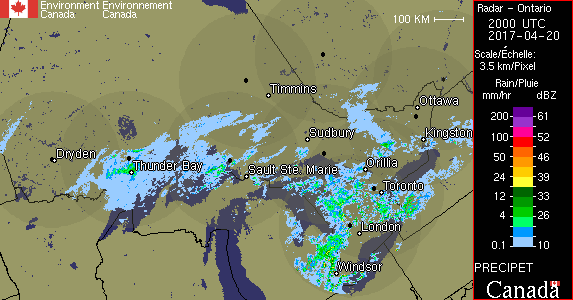 Environment Environnement
Canada Canada
100 KM
Timmins
Ottawa
Sudbury
Kingston
Dryden
Thunder Bay
Sault Ste. Marie
Orillia
Toronto
London
Windsor
Radar - Ontario
2000 UTC
2017-04-20
Scale/Échelle:
3.5 km/Pixel
Rain/Pluie
mm/hr dBZ
200 61
100 52
50 46
24 39
12 33
4 26
0.1 10
PRECIPET
Canada